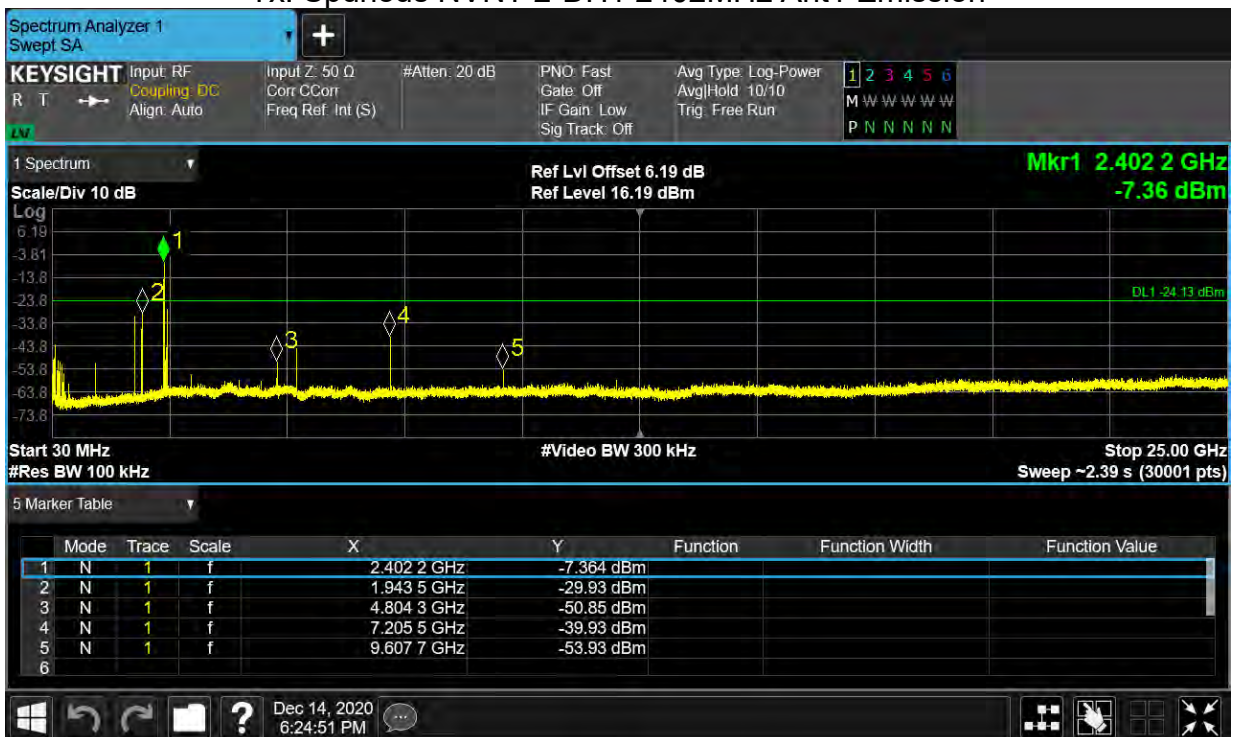 Spectrum Analyzer 1
Swept SA
+
KEYSIGHT Input: RF Input Z: 50 Ω #Atten: 20 dB PNO: Fast Avg Type: Log-Power 1 2 3 4 5 6
R T Coupling: DC Corr CCorr Gate: Off Avg|Hold: 10/10 M W W W W W
Align: Auto Freq Ref: Int (S) IF Gain: Low Trig: Free Run P N N N N N
Sig Track: Off
LXI
1 Spectrum
Ref Lvl Offset 6.19 dB
Mkr1 2.402 2 GHz
Scale/Div 10 dB
Ref Level 16.19 dBm
-7.36 dBm
Log
6.19
1
-3.81
-13.8
2
DL1 -24.13 dBm
-23.8
4
-33.8
3
5
-43.8
-53.8
-63.8
-73.8
Start 30 MHz #Video BW 300 kHz Stop 25.00 GHz
#Res BW 100 kHz Sweep ~2.39 s (30001 pts)
5 Marker Table
Mode Trace Scale X Y Function Function Width Function Value
1 N 1 f 2.402 2 GHz -7.364 dBm
2 N 1 f 1.943 5 GHz -29.93 dBm
3 N 1 f 4.804 3 GHz -50.85 dBm
4 N 1 f 7.205 5 GHz -39.93 dBm
5 N 1 f 9.607 7 GHz -53.93 dBm
6
?
Dec 14, 2020
6:24:51 PM